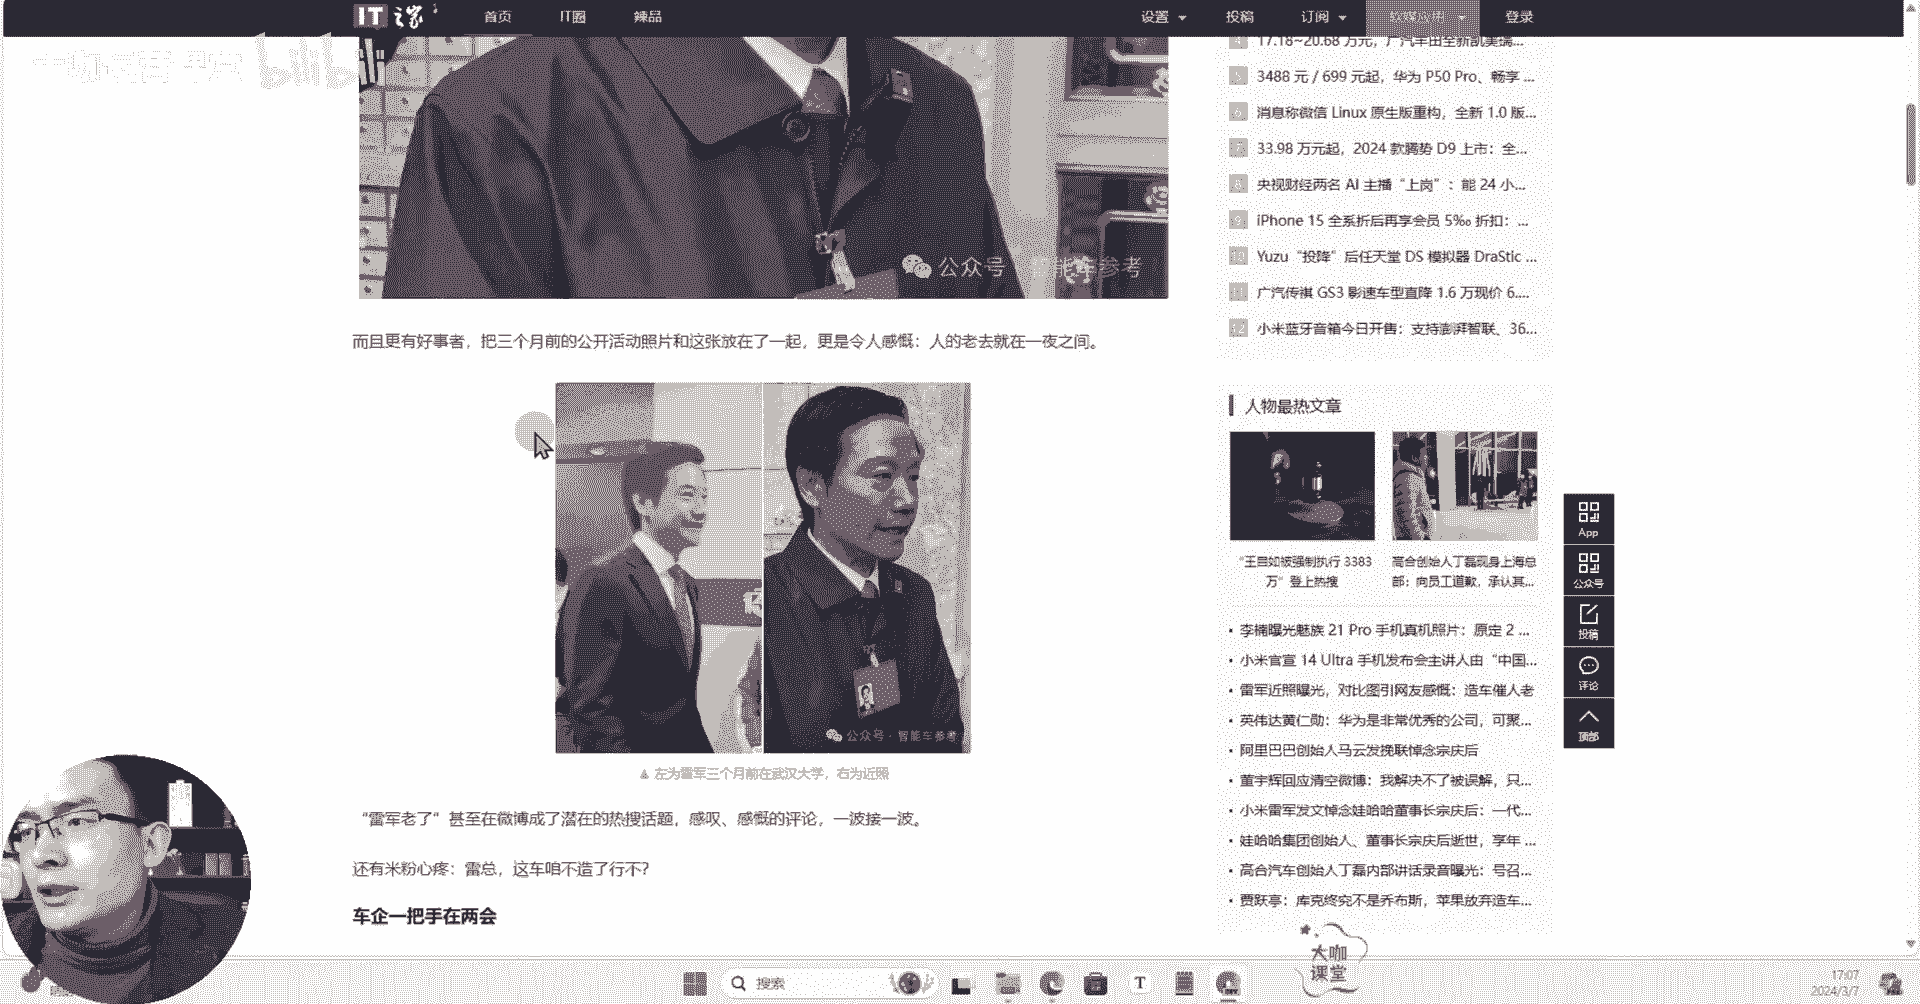 IT之家
首页
IT圈
辣品
设置
投稿
订阅
软媒应用
登录
bilibili
公众号·智能车参考
而且更有好事者，把三个月前的公开活动照片和这张放在了一起，更是令人感慨：人的老去就在一夜之间。
公众号·智能车参考
▲ 左为雷军三个月前在武汉大学，右为近照
“雷军老了”甚至在微博成了潜在的热搜话题，感叹、感慨的评论，一波接一波。
还有米粉心疼：雷总，这车咱不造了行不？
车企一把手在两会
4 17.18~20.68 万元，广汽丰田全新凯美瑞...
5 3488 元 / 699 元起，华为 P50 Pro、畅享 ...
6 消息称微信 Linux 原生版重构，全新 1.0 版...
7 33.98 万元起，2024 款腾势 D9 上市：全...
8 央视财经两名 AI 主播“上岗”：能 24 小...
9 iPhone 15 全系折后再享会员 5‰ 折扣：...
10 Yuzu“投降”后任天堂 DS 模拟器 DraStic ...
11 广汽传祺 GS3 影速车型直降 1.6 万现价 6....
12 小米蓝牙音箱今日开售：支持澎湃智联、36...
人物最热文章
“王自如被强制执行 3383
万”登上热搜
高合创始人丁磊现身上海总
部：向员工道歉，承认其...
· 李楠曝光魅族 21 Pro 手机真机照片：原定 2 ...
· 小米官宣 14 Ultra 手机发布会主讲人由“中国...
· 雷军近照曝光，对比图引网友感慨：造车催人老
· 英伟达黄仁勋：华为是非常优秀的公司，可聚...
· 阿里巴巴创始人马云发挽联悼念宗庆后
· 董宇辉回应清空微博：我解决不了被误解，只...
· 小米雷军发文悼念娃哈哈董事长宗庆后：一代...
· 娃哈哈集团创始人、董事长宗庆后逝世，享年 ...
· 高合汽车创始人丁磊内部讲话录音曝光：号召...
· 贾跃亭：库克终究不是乔布斯，苹果放弃造车...
App
公众号
投稿
评论
顶部
大咖
课堂
搜索
T
17:07
2024/3/7